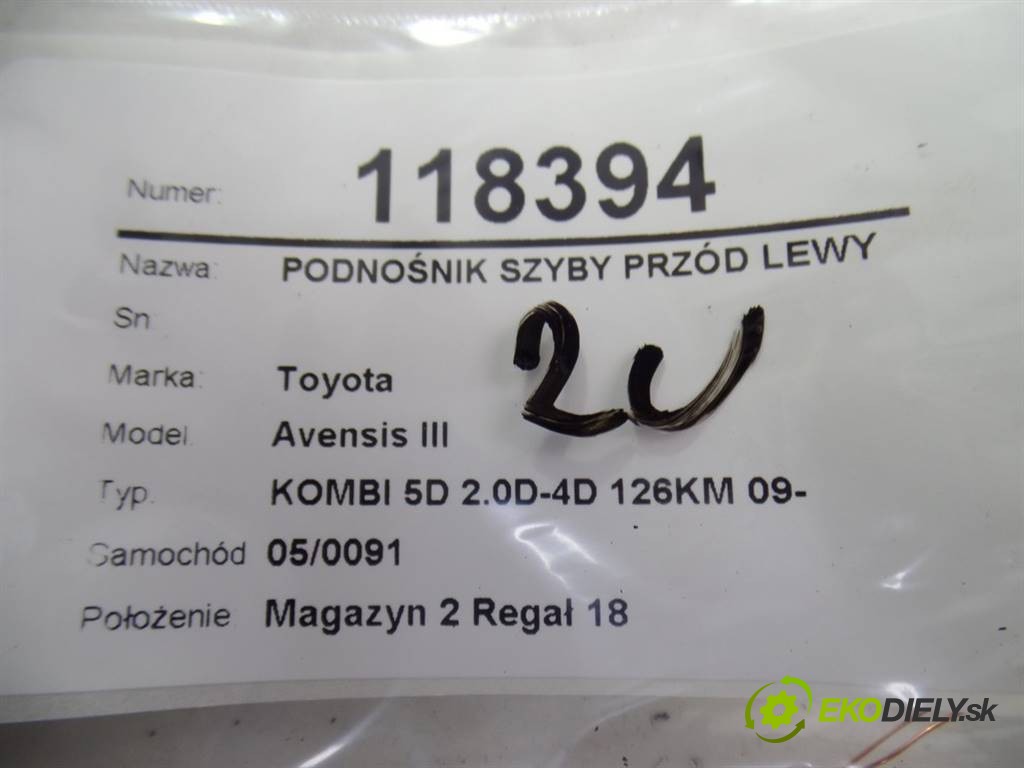 Numer: 118394
Nazwa: PODNOŚNIK SZYBY PRZÓD LEWY
Sn
Marka: Toyota
Model. Avensis III
Typ. KOMBI 5D 2.0D-4D 126KM 09-
Samochód 05/0091
Położenie Magazyn 2 Regał 18
EKODIELY.sk